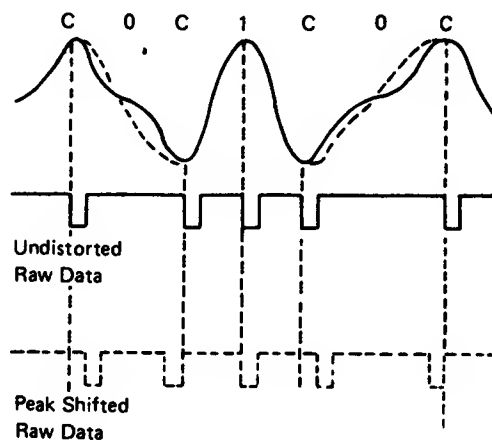 C 0 C 1 C 0 C
Undistorted
Raw Data
Peak Shifted
Raw Data